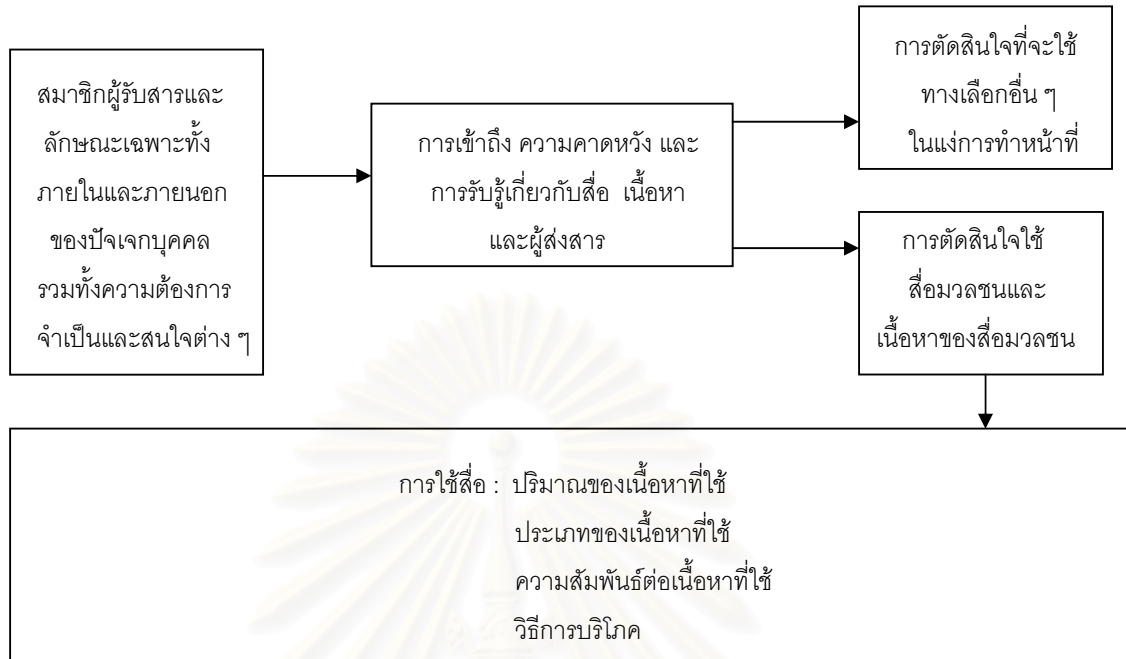 สมาชิกผู้รับสารและ
ลักษณะเฉพาะทั้ง
ภายในและภายนอก
ของปัจเจกบุคคล
รวมทั้งความต้องการ
จำเป็นและสนใจต่าง ๆ
การเข้าถึง ความคาดหวัง และ
การรับรู้เกี่ยวกับสื่อ เนื้อหา
และผู้ส่งสาร
การตัดสินใจที่จะใช้
ทางเลือกอื่น ๆ
ในแง่การทำหน้าที่
การตัดสินใจใช้
สื่อมวลชนและ
เนื้อหาของสื่อมวลชน
การใช้สื่อ : ปริมาณของเนื้อหาที่ใช้
ประเภทของเนื้อหาที่ใช้
ความสัมพันธ์ต่อเนื้อหาที่ใช้
วิธีการบริโภค